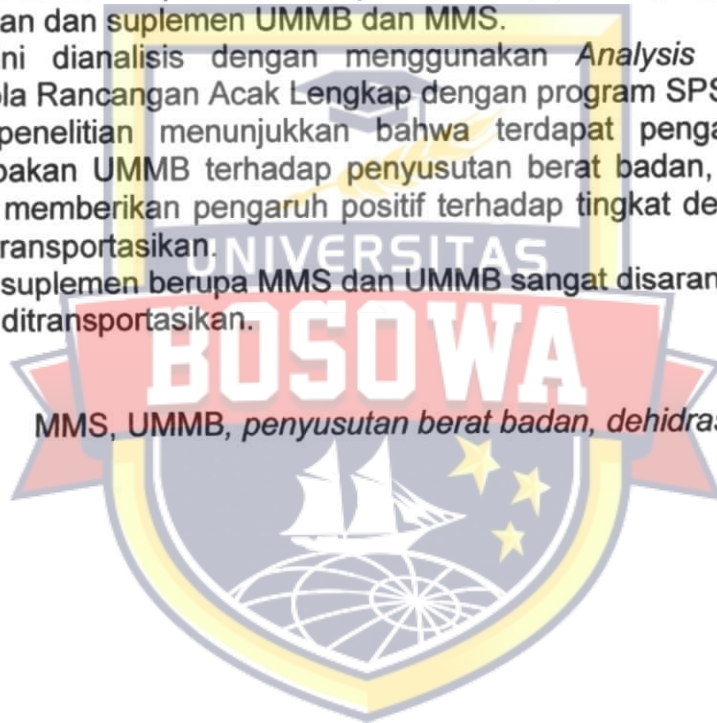 an dan suplemen UMMB dan MMS.
ni dianalisis dengan menggunakan Analysis
la Rancangan Acak Lengkap dengan program SPS
penelitian menunjukkan bahwa terdapat penga
akan UMMB terhadap penyusutan berat badan,
memberikan pengaruh positif terhadap tingkat de
ransportasikan.
UNIVERSITAS
suplemen berupa MMS dan UMMB sangat disaran
ditransportasikan.
BOSOWA
MMS, UMMB, penyusutan berat badan, dehidras